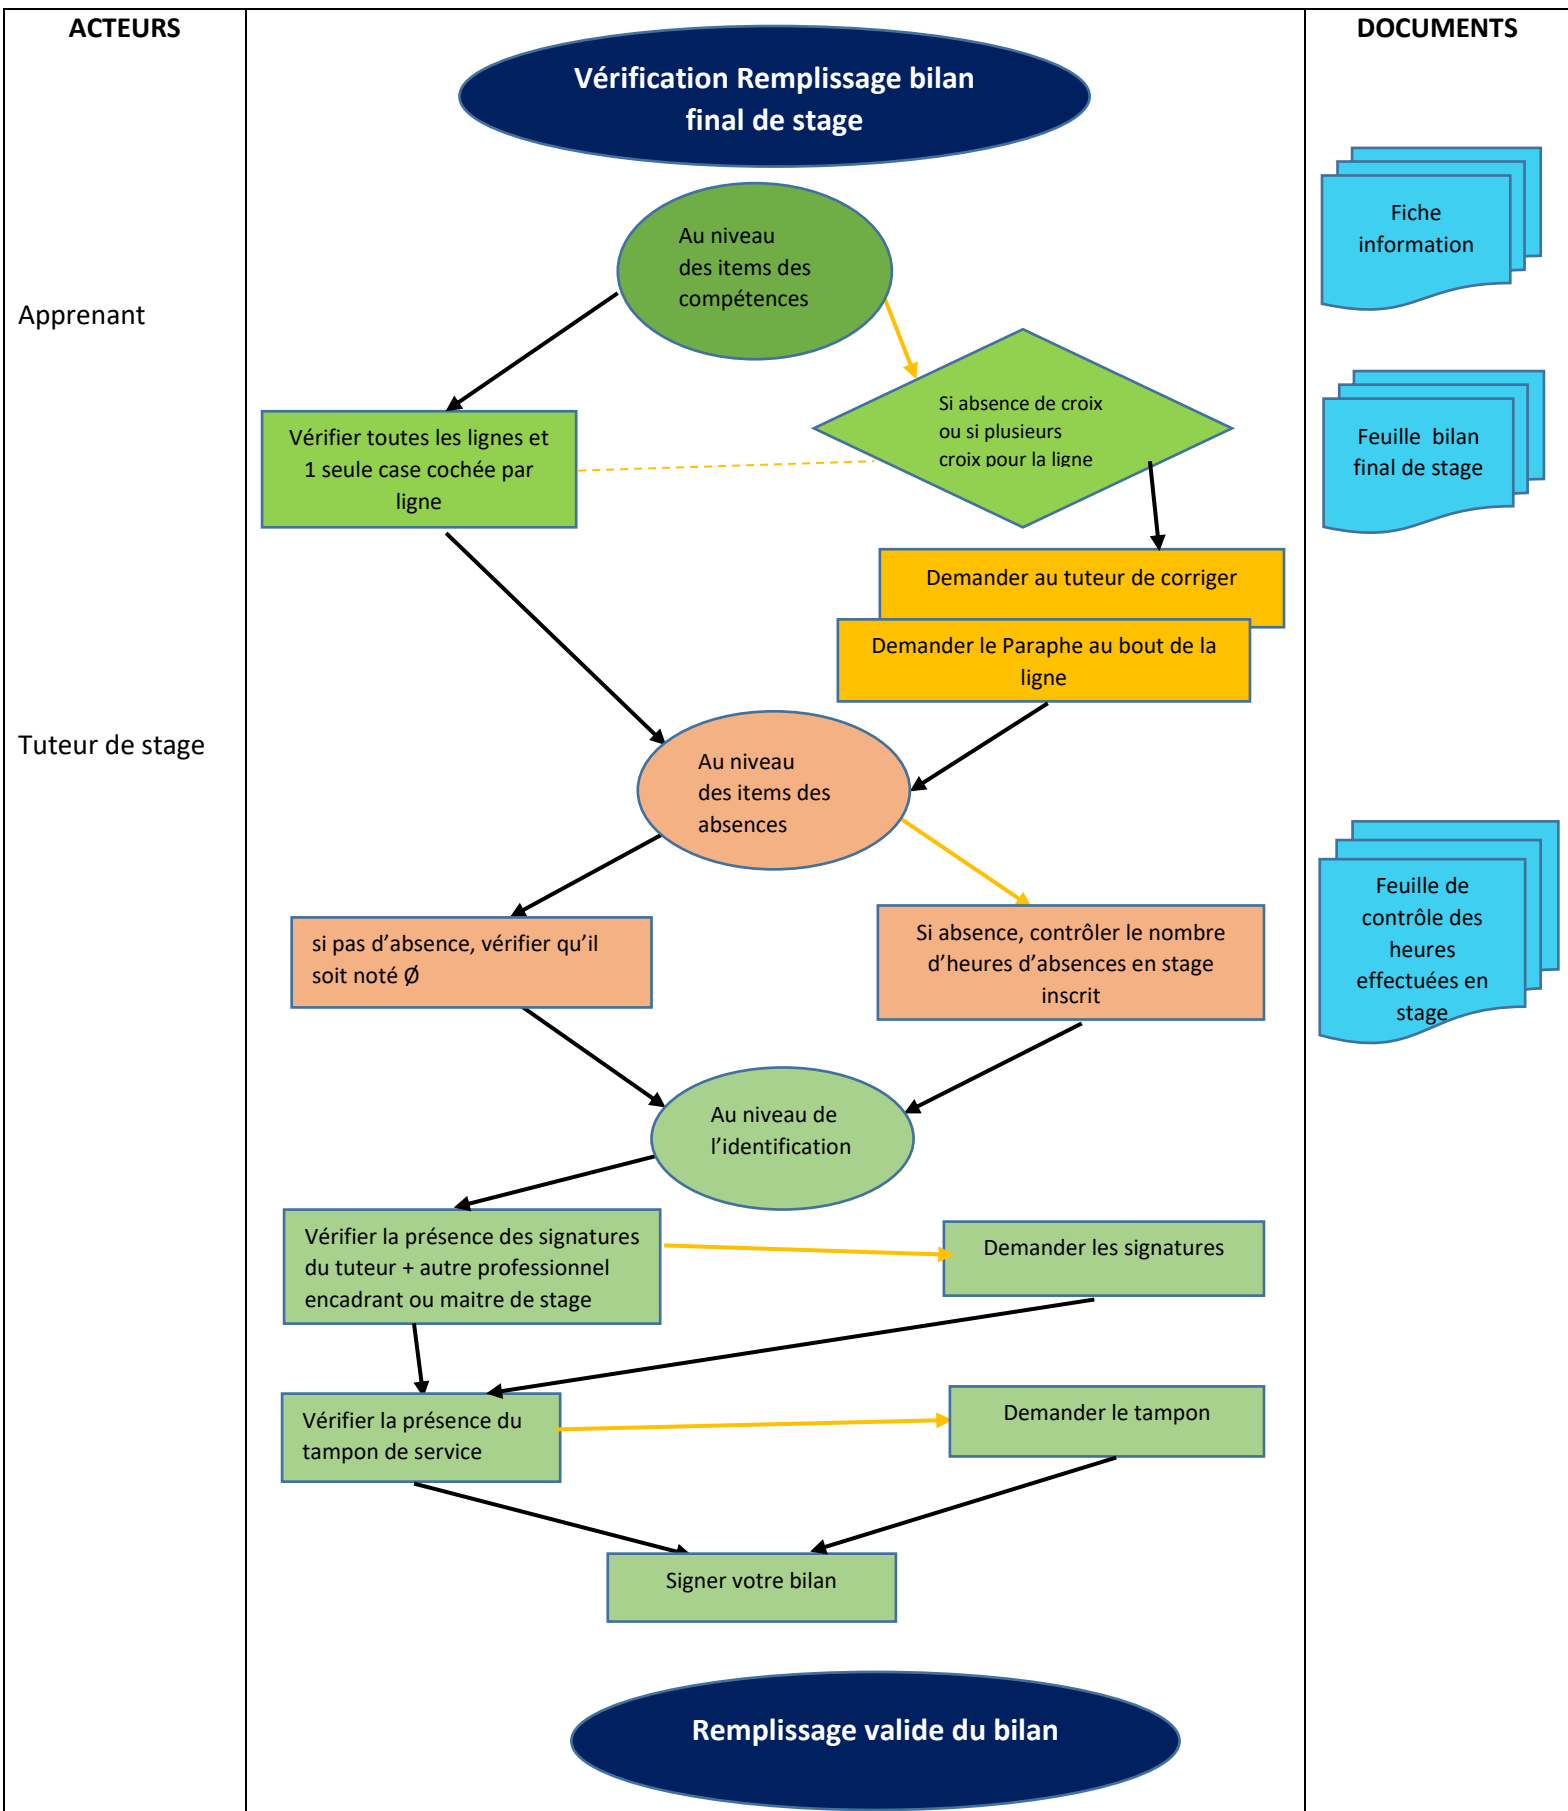 ACTEURS
DOCUMENTS
Vérification Remplissage bilan
final de stage
Fiche
information
Au niveau
des items des
compétences
Apprenant
Si absence de croix
ou si plusieurs
croix pour la ligne
Vérifier toutes les lignes et
1 seule case cochée par
ligne
Feuille bilan
final de stage
Demander au tuteur de corriger
Demander le Paraphe au bout de la
ligne
Tuteur de stage
Au niveau
des items des
absences
Feuille de
contrôle des
heures
effectuées en
stage
si pas d’absence, vérifier qu’il
soit noté Ø
Si absence, contrôler le nombre
d’heures d’absences en stage
inscrit
Au niveau de
l’identification
Vérifier la présence des signatures
du tuteur + autre professionnel
encadrant ou maitre de stage
Demander les signatures
Vérifier la présence du
tampon de service
Demander le tampon
Signer votre bilan
Remplissage valide du bilan